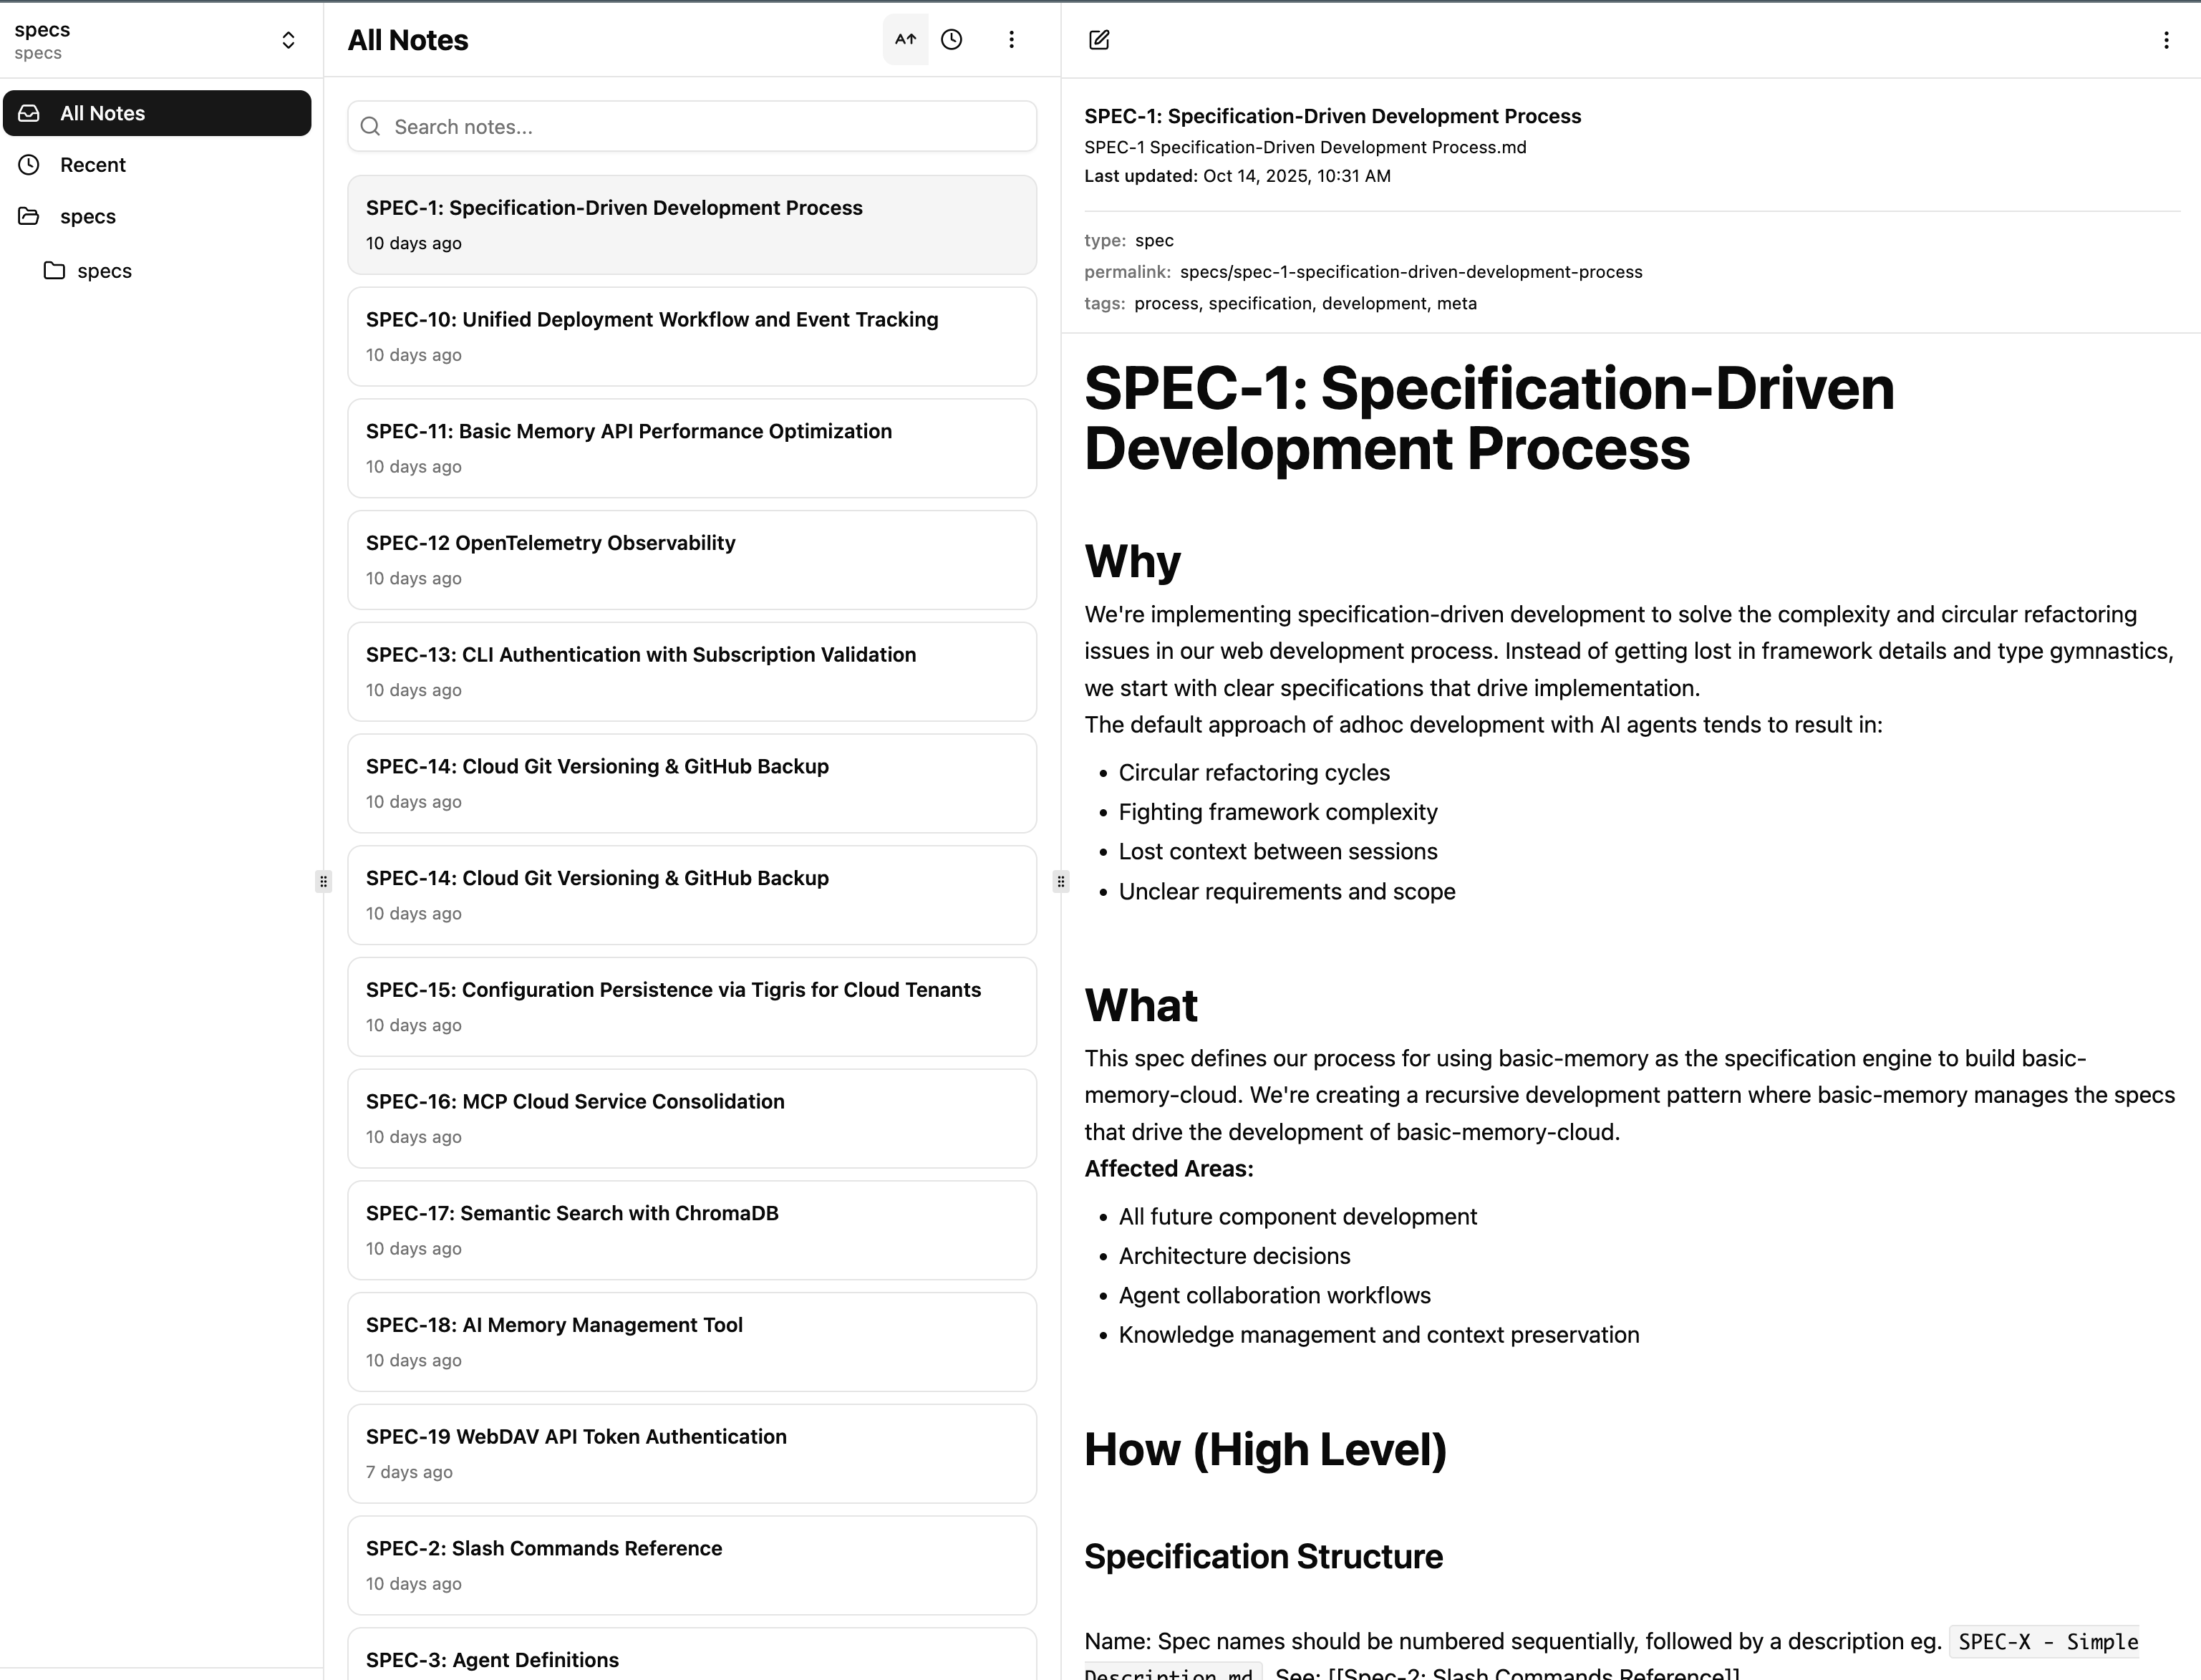 specs
specs
All Notes
Recent
specs
specs
All Notes
A
Search notes...
SPEC-1: Specification-Driven Development Process
10 days ago
SPEC-10: Unified Deployment Workflow and Event Tracking
10 days ago
SPEC-11: Basic Memory API Performance Optimization
10 days ago
SPEC-12 OpenTelemetry Observability
10 days ago
SPEC-13: CLI Authentication with Subscription Validation
10 days ago
SPEC-14: Cloud Git Versioning & GitHub Backup
10 days ago
SPEC-14: Cloud Git Versioning & GitHub Backup
10 days ago
SPEC-15: Configuration Persistence via Tigris for Cloud Tenants
10 days ago
SPEC-16: MCP Cloud Service Consolidation
10 days ago
SPEC-17: Semantic Search with ChromaDB
10 days ago
SPEC-18: AI Memory Management Tool
10 days ago
SPEC-19 WebDAV API Token Authentication
7 days ago
SPEC-2: Slash Commands Reference
10 days ago
SPEC-3: Agent Definitions
SPEC-1: Specification-Driven Development Process
SPEC-1 Specification-Driven Development Process.md
Last updated: Oct 14, 2025, 10:31 AM
type: spec
permalink: specs/spec-1-specification-driven-development-process
tags: process, specification, development, meta
SPEC-1: Specification-Driven
Development Process
Why
We're implementing specification-driven development to solve the complexity and circular refactoring
issues in our web development process. Instead of getting lost in framework details and type gymnastics,
we start with clear specifications that drive implementation.
The default approach of adhoc development with AI agents tends to result in:
• Circular refactoring cycles
• Fighting framework complexity
• Lost context between sessions
• Unclear requirements and scope
What
This spec defines our process for using basic-memory as the specification engine to build basic-
memory-cloud. We're creating a recursive development pattern where basic-memory manages the specs
that drive the development of basic-memory-cloud.
Affected Areas:
• All future component development
• Architecture decisions
• Agent collaboration workflows
• Knowledge management and context preservation
How (High Level)
Specification Structure
Name: Spec names should be numbered sequentially, followed by a description eg. SPEC-X - Simple
Description.md . See: [[Spec-2: Slash Commands Reference]]